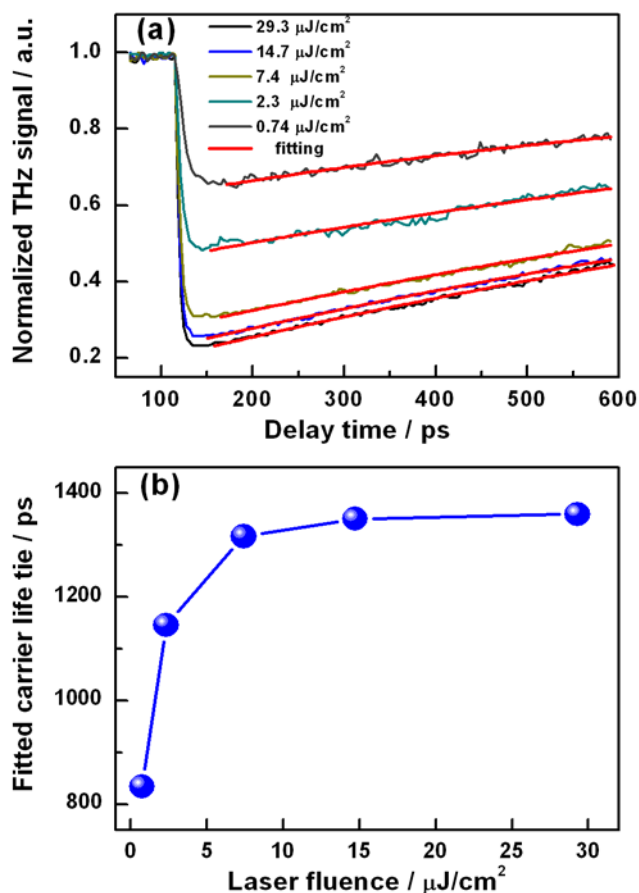 (a)
29.3 μJ/cm²
14.7 μJ/cm²
7.4 μJ/cm²
2.3 μJ/cm²
0.74 μJ/cm²
fitting
Normalized THz signal / a.u.
1.0
0.8
0.6
0.4
0.2
100 200 300 400 500 600
Delay time / ps
(b)
Fitted carrier life tie / ps
1400
1200
1000
800
0 5 10 15 20 25 30
Laser fluence / μJ/cm²